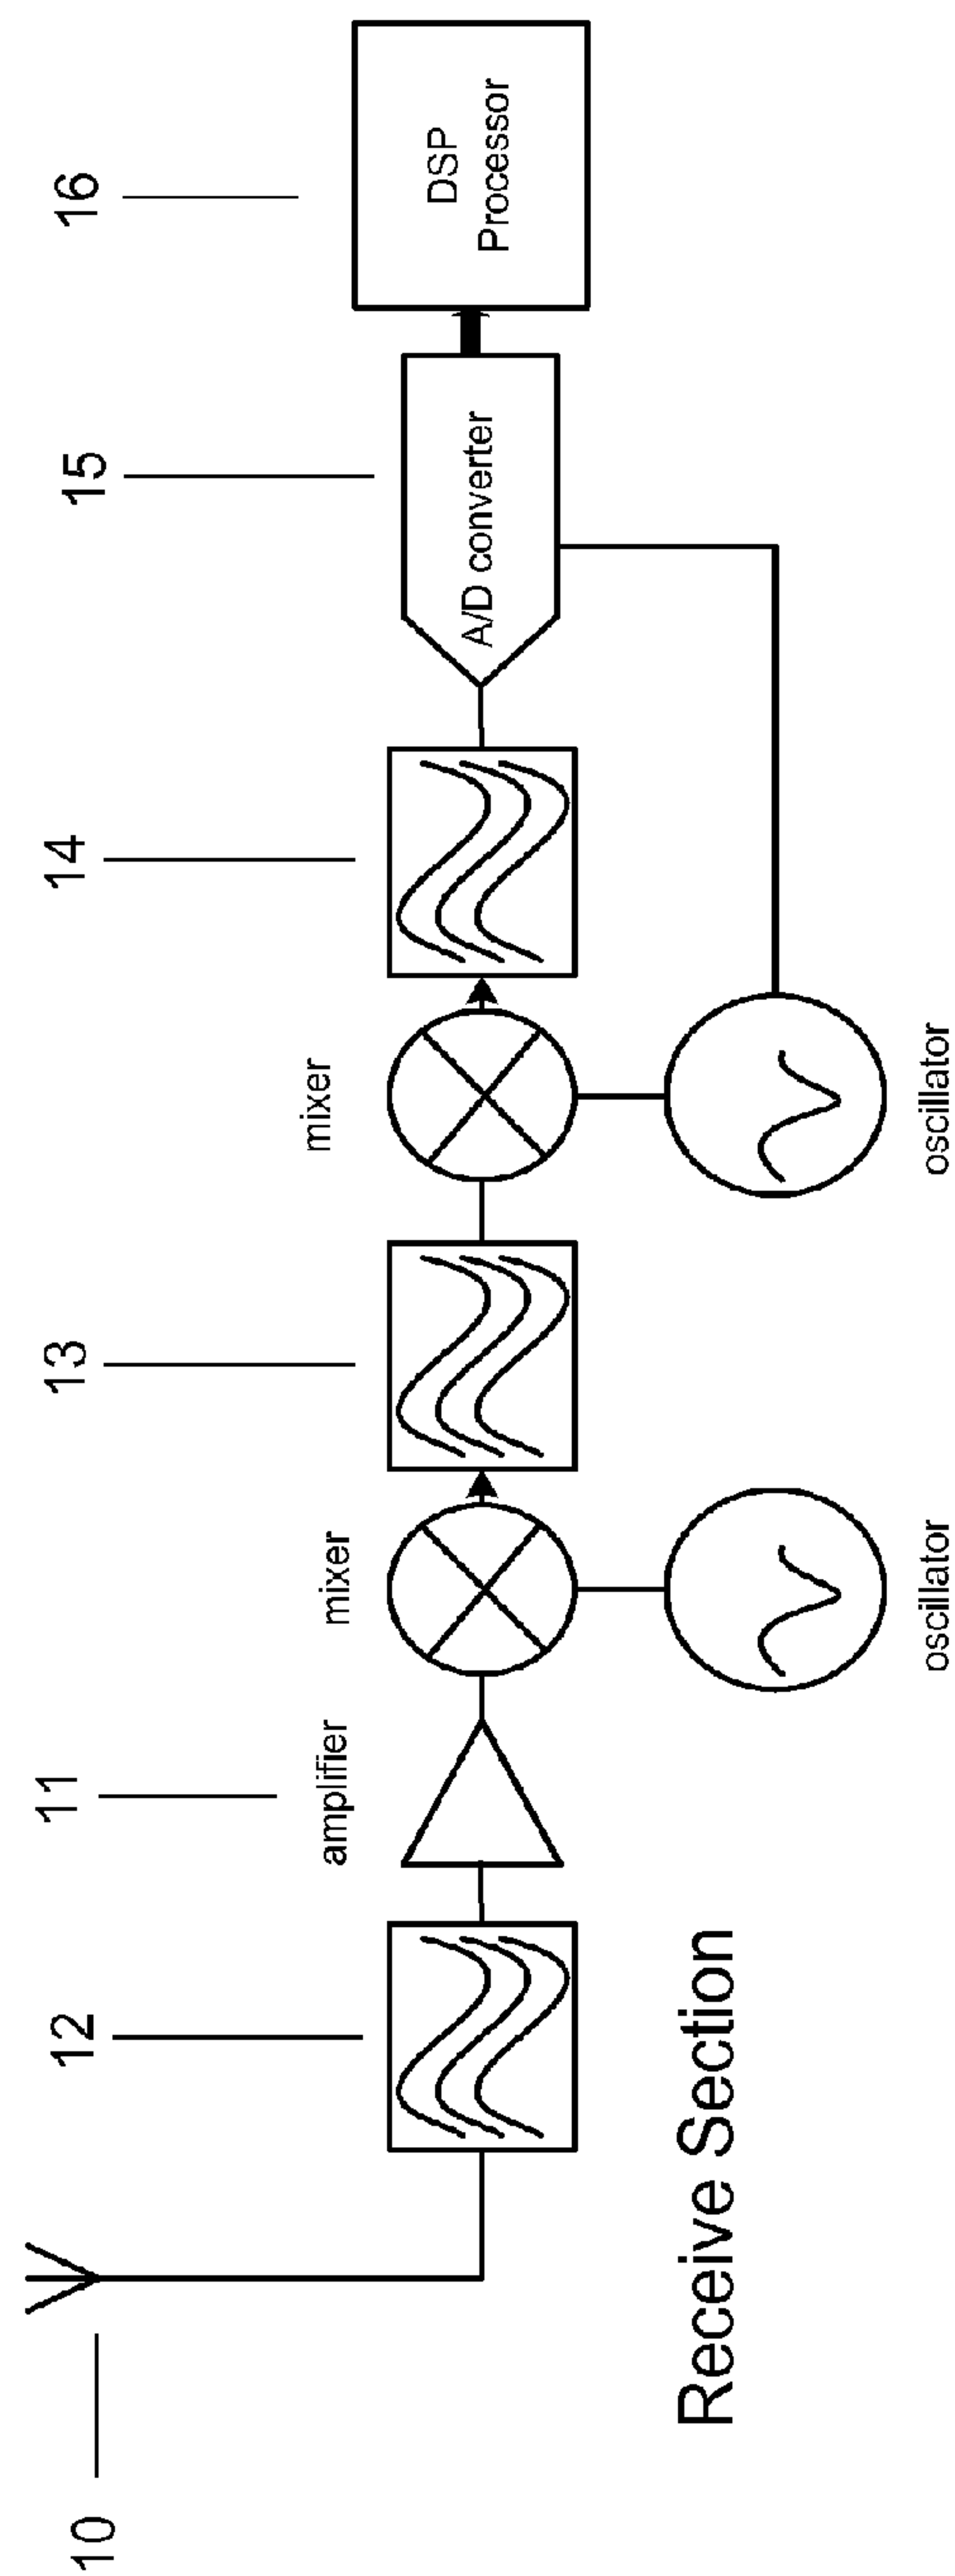 10
12
11
13
14
15
16
amplifier
mixer
mixer
A/D converter
DSP
Processor
oscillator
oscillator
Receive Section